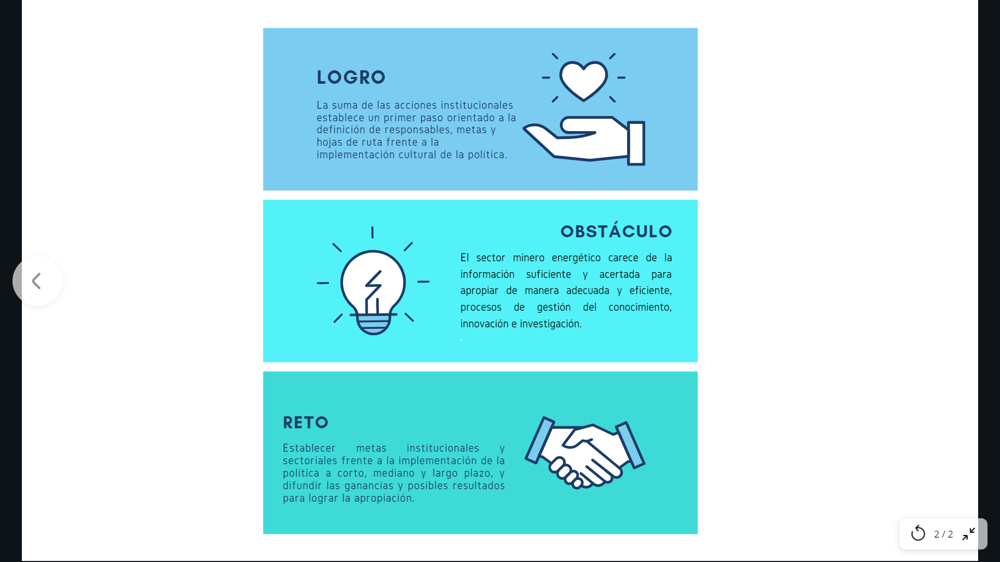 LOGRO
La suma de las acciones institucionales
establece un primer paso orientado a la
definición de responsables, metas y
hojas de ruta frente a la
implementación cultural de la política.
OBSTÁCULO
El sector minero energético carece de la
información suficiente y acertada para
apropiar de manera adecuada y eficiente,
procesos de gestión del conocimiento,
innovación e investigación.
.
RETO
Establecer metas institucionales y
sectoriales frente a la implementación de la
política a corto, mediano y largo plazo, y
difundir las ganancias y posibles resultados
para lograr la apropiación.
2 / 2